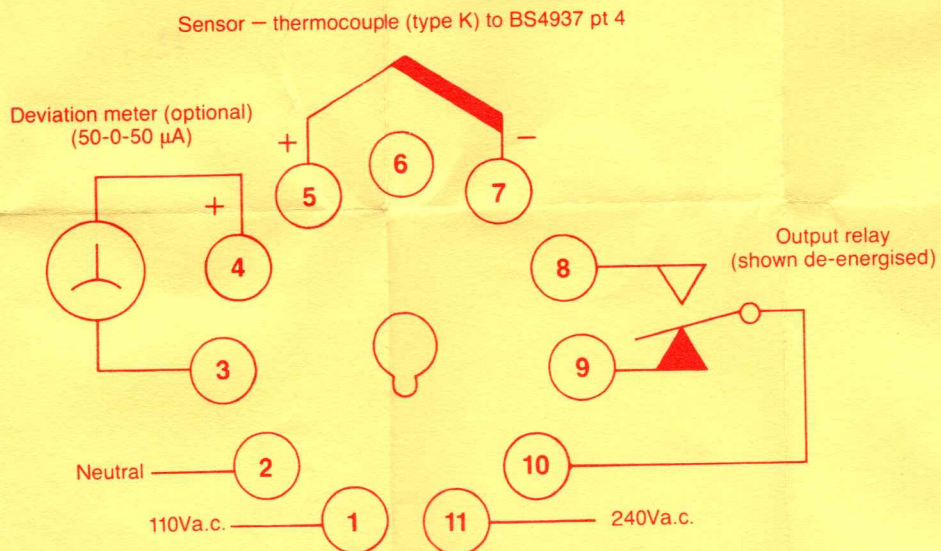 Sensor – thermocouple (type K) to BS4937 pt 4
Deviation meter (optional)
(50-0-50 µA)
+
–
6
5
7
+
4
8
Output relay
(shown de-energised)
3
9
Neutral
2
10
110Va.c.
1
11
240Va.c.